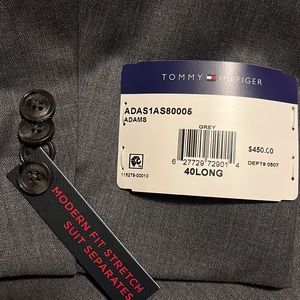 TOMMY HILFIGER
ADAS1AS80005
ADAMS
GREY
$450.00
6 27729 72901 4
DEPT# 0607
40LONG
115279-00010
MODERN FIT STRETCH
SUIT SEPARATES